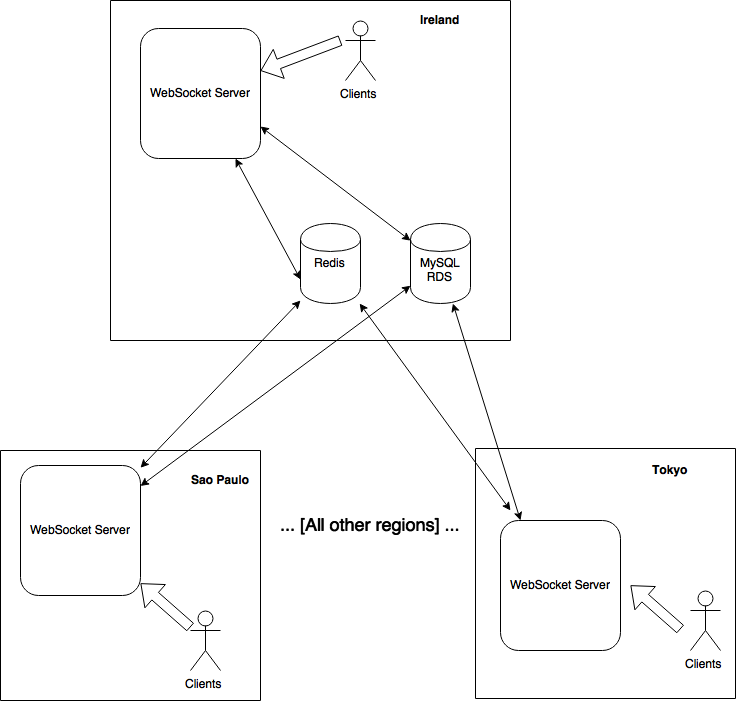 Ireland
WebSocket Server
Clients
Redis
MySQL
RDS
Sao Paulo
WebSocket Server
Clients
... [All other regions] ...
Tokyo
WebSocket Server
Clients